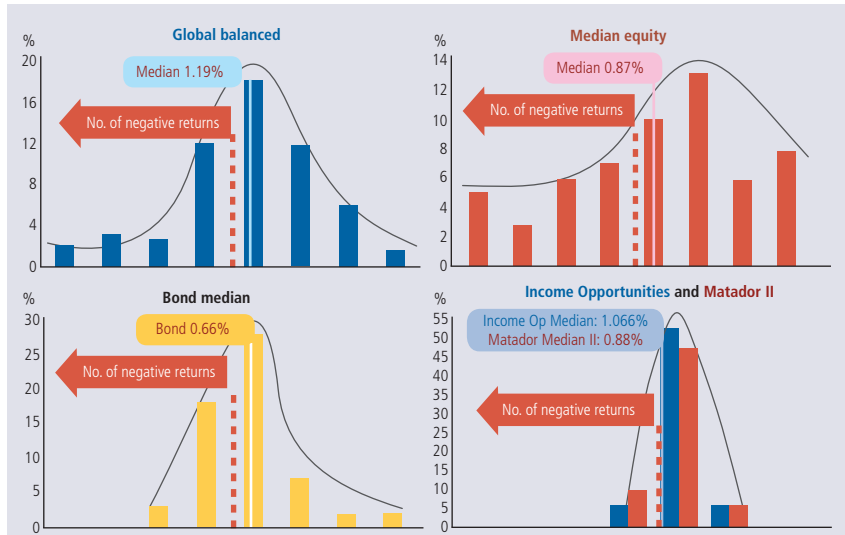 Global balanced
%
Median 1.19%
No. of negative returns
20
16
12
8
4
0
Median equity
%
Median 0.87%
No. of negative returns
14
12
10
8
6
4
2
0
Bond median
%
Bond 0.66%
No. of negative returns
30
25
20
15
10
5
0
Income Opportunities and Matador II
%
Income Op Median: 1.066%
Matador Median II: 0.88%
No. of negative returns
55
50
45
40
35
30
25
20
15
10
5
0